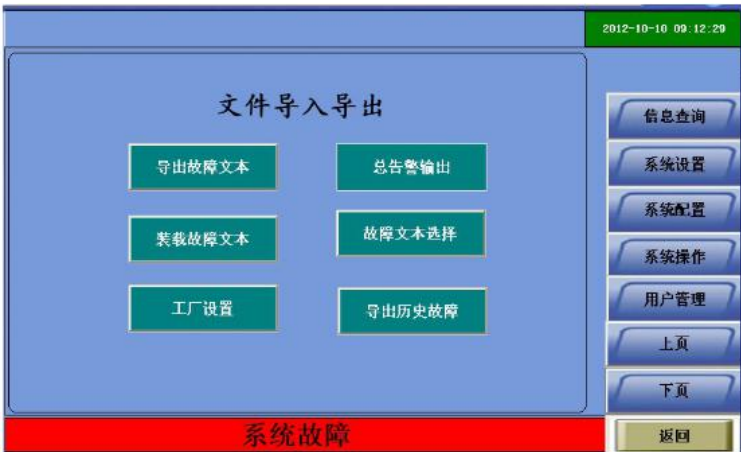 2012-10-10 09:12:29
文件导入导出
导出故障文本
总告警输出
装载故障文本
故障文本选择
工厂设置
导出历史故障
信息查询
系统设置
系统配置
系统操作
用户管理
上页
下页
返回
系统故障